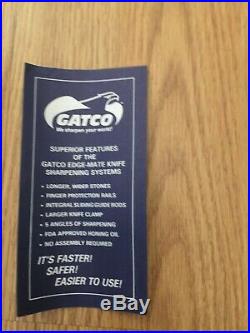 GATCO
We sharpen your world!
SUPERIOR FEATURES
OF THE
GATCO EDGE-MATE KNIFE
SHARPENING SYSTEMS
• LONGER, WIDER STONES
• FINGER PROTECTION RAILS
• INTEGRAL SLIDING GUIDE RODS
• LARGER KNIFE CLAMP
• 5 ANGLES OF SHARPENING
• FDA APPROVED HONING OIL
• NO ASSEMBLY REQUIRED
IT'S FASTER!
SAFER!
EASIER TO USE!